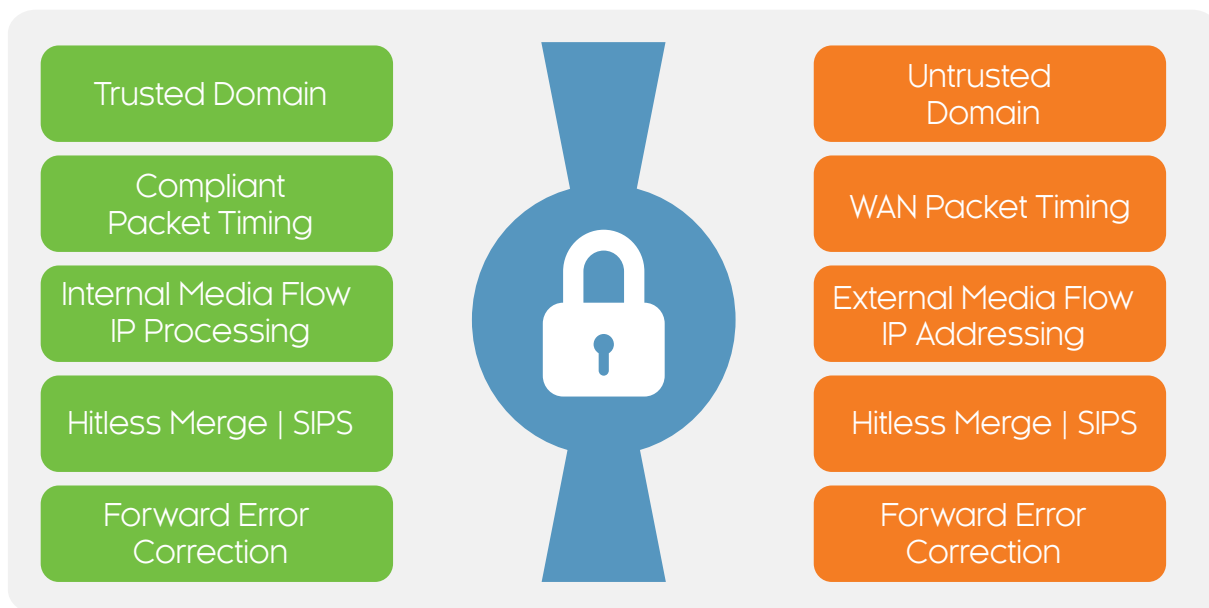 Trusted Domain
Compliant
Packet Timing
Internal Media Flow
IP Processing
Hitless Merge | SIPS
Forward Error
Correction
Untrusted
Domain
WAN Packet Timing
External Media Flow
IP Addressing
Hitless Merge | SIPS
Forward Error
Correction